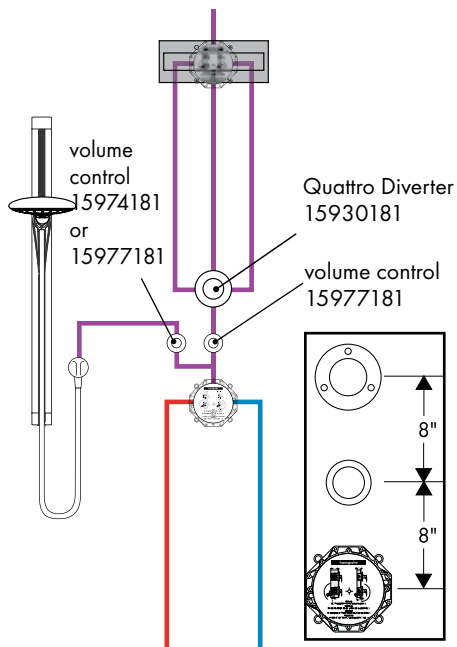 volume
control
15974181
or
15977181
Quattro Diverter
15930181
volume control
15977181
8"
8"